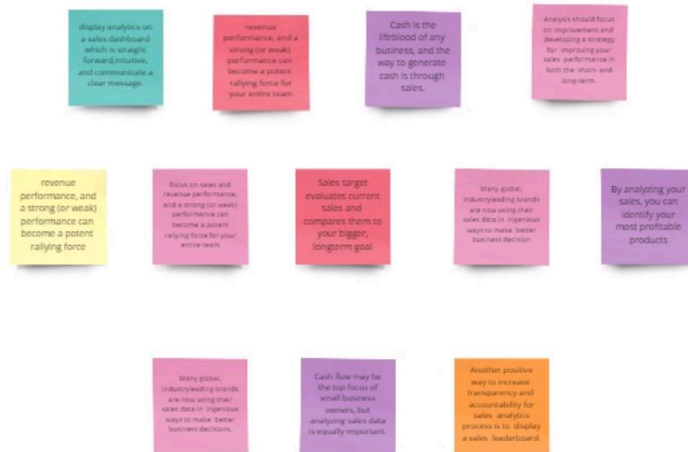 display analytics on
a sales dashboard
which is straight
forward,intuitive,
and communicate a
clear message.
revenue
performance, and a
strong (or weak)
performance can
become a potent
rallying force for
your entire team
Cash is the
lifeblood of any
business, and the
way to generate
cash is through
sales.
Analysis should focus
on improvement and
developing a strategy
for improving your
sales performance in
both the short- and
long-term.
revenue
performance, and
a strong (or weak)
performance can
become a potent
rallying force
focus on sales and
revenue performance,
and a strong (or weak)
performance can
become a potent
rallying force for your
entire team
Sales target
evaluates current
sales and
compares them to
your bigger,
longterm goal
Many global,
industryleading brands
are now using their
sales data in ingenious
ways to make better
business decision
By analyzing your
sales, you can
identify your
most profitable
products
Many global,
industryleading brands
are now using their
sales data in ingenious
ways to make better
business decisions.
Cash flow may be
the top focus of
small business
owners, but
analyzing sales data
is equally important.
Another positive
way to increase
transparency and
accountability for
sales analytics
process is to display
a sales leaderboard.